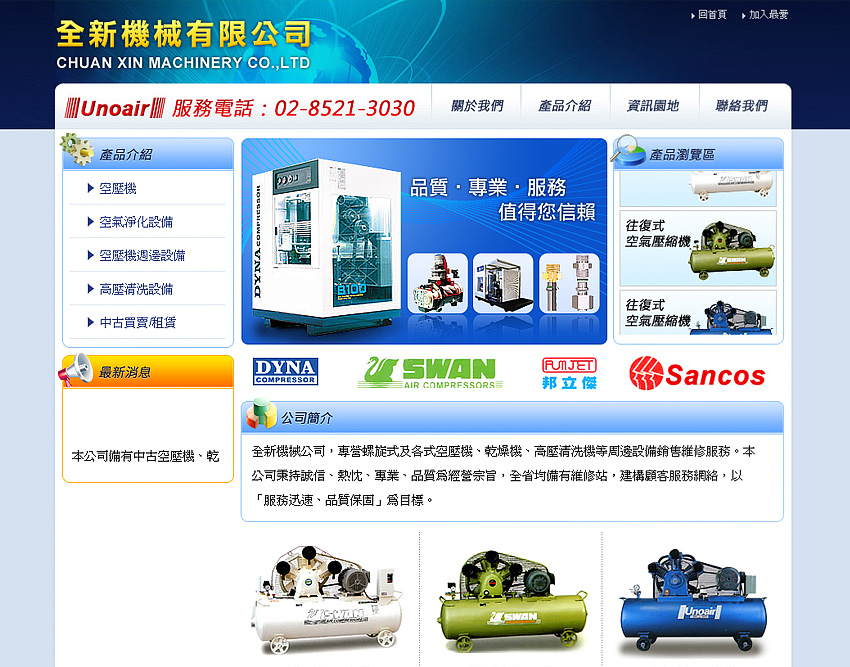 回首頁
加入最愛
全新機械有限公司
CHUAN XIN MACHINERY CO.,LTD
Unoair 服務電話：02-8521-3030
關於我們
產品介紹
資訊園地
聯絡我們
產品介紹
空壓機
空氣淨化設備
空壓機週邊設備
高壓清洗設備
中古買賣/租賃
DYNA COMPRESSOR
B100
品質．專業．服務
值得您信賴
產品瀏覽區
SWAN
往復式
空氣壓縮機
SWAN
往復式
空氣壓縮機
最新消息
本公司備有中古空壓機、乾
DYNA
COMPRESSOR
SWAN
AIR COMPRESSORS
FUNJET
邦立傑
Sancos
公司簡介
全新機械公司，專營螺旋式及各式空壓機、乾燥機、高壓清洗機等周邊設備銷售維修服務。本
公司秉持誠信、熱忱、專業、品質為經營宗旨，全省均備有維修站，建構顧客服務網絡，以
「服務迅速、品質保固」為目標。
SWAN
AIR COMPRESSORS
SWAN
Unoair